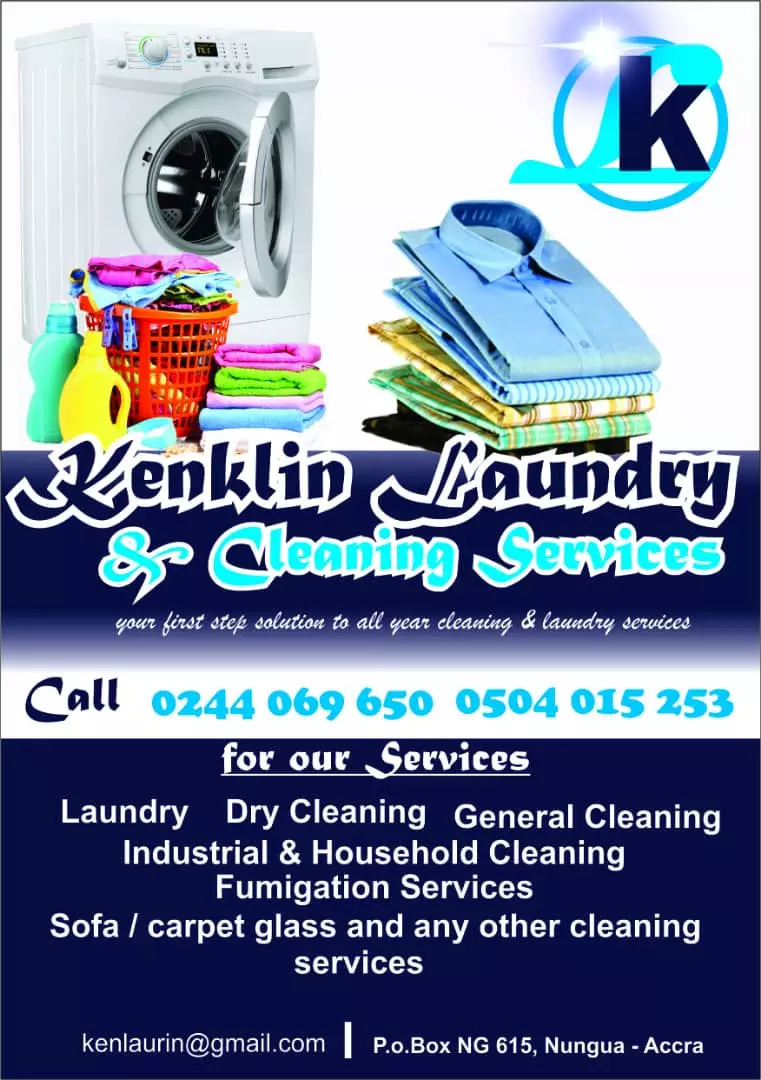 k
Kenklin Laundry
& Cleaning Services
your first step solution to all year cleaning & laundry services
Call 0244 069 650 0504 015 253
for our Services
Laundry Dry Cleaning General Cleaning
Industrial & Household Cleaning
Fumigation Services
Sofa / carpet glass and any other cleaning
services
kenlaurin@gmail.com | P.o.Box NG 615, Nungua - Accra